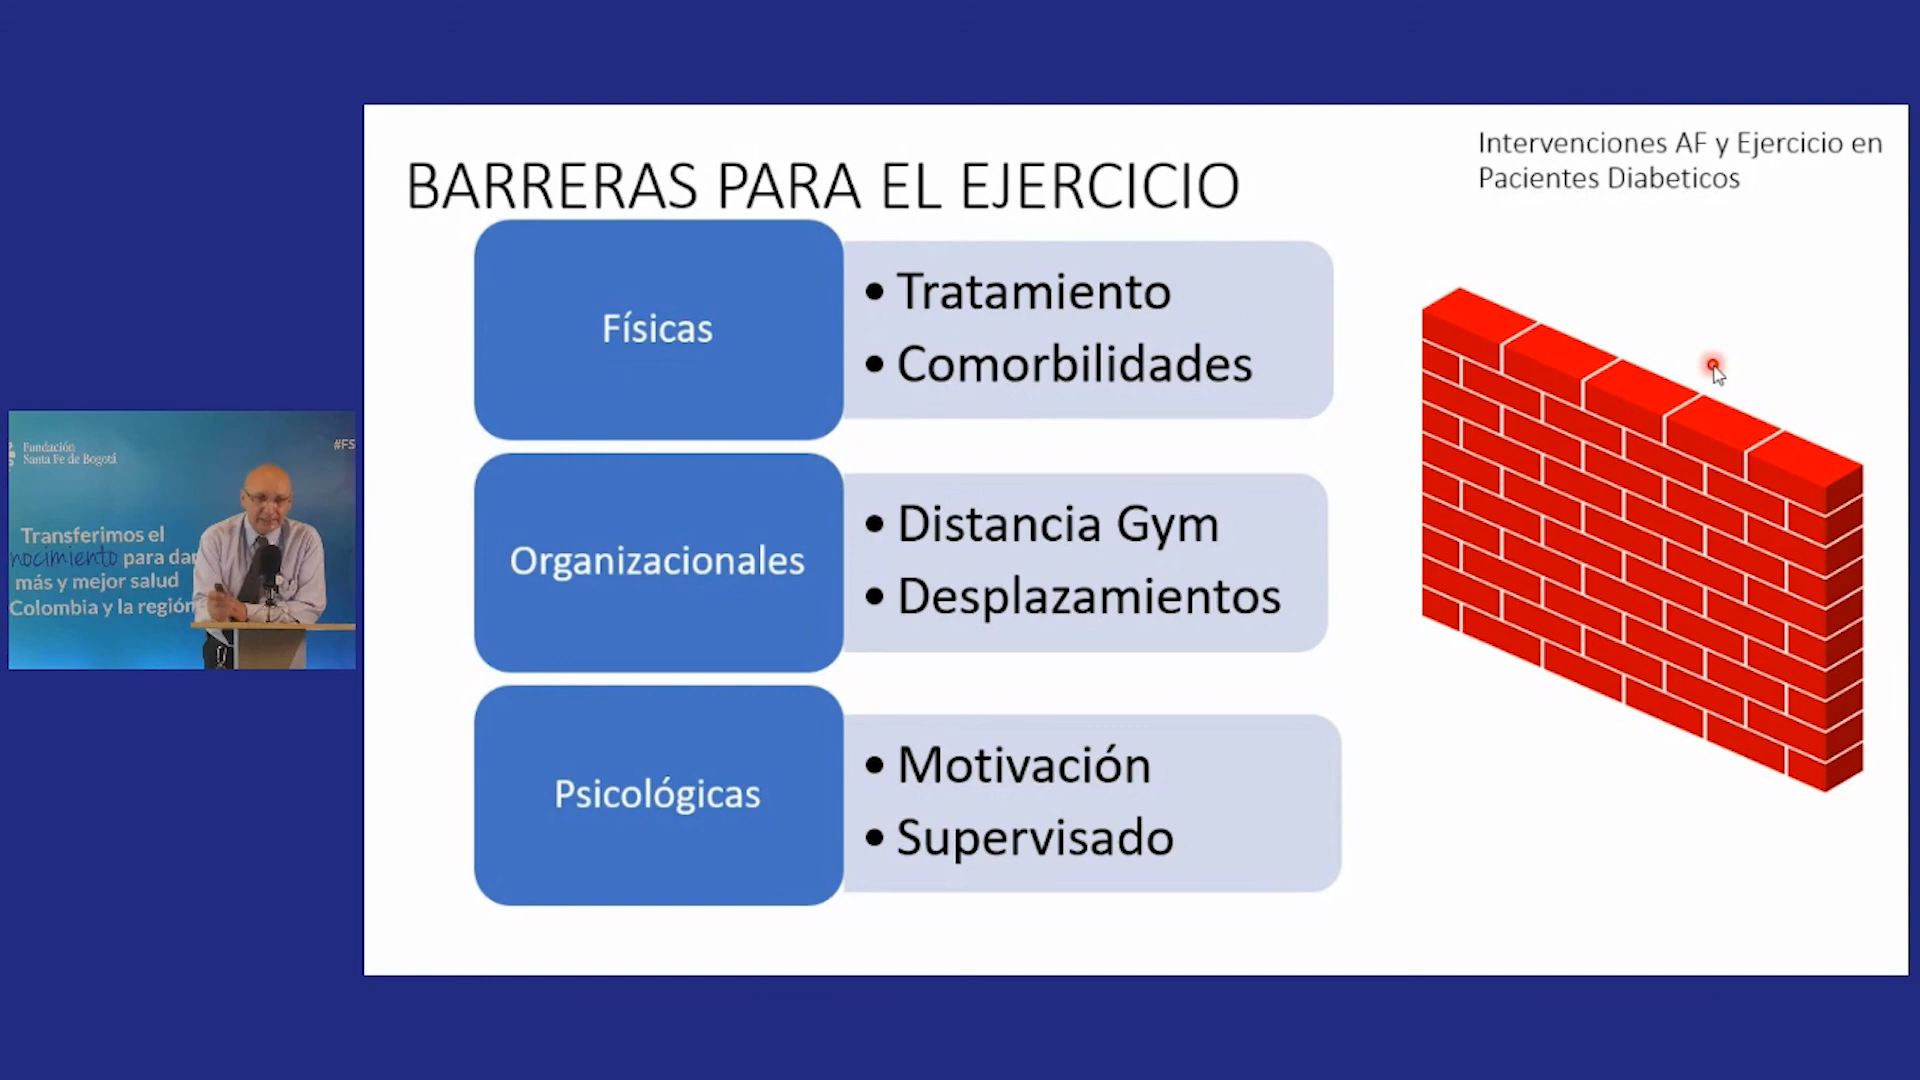 Intervenciones AF y Ejercicio en
Pacientes Diabeticos
BARRERAS PARA EL EJERCICIO
Físicas
• Tratamiento
• Comorbilidades
Organizacionales
• Distancia Gym
• Desplazamientos
Psicológicas
• Motivación
• Supervisado
Fundación
Santa Fe de Bogotá
#FS
Transferimos el
nocimiento para dar
más y mejor salud
Colombia y la región